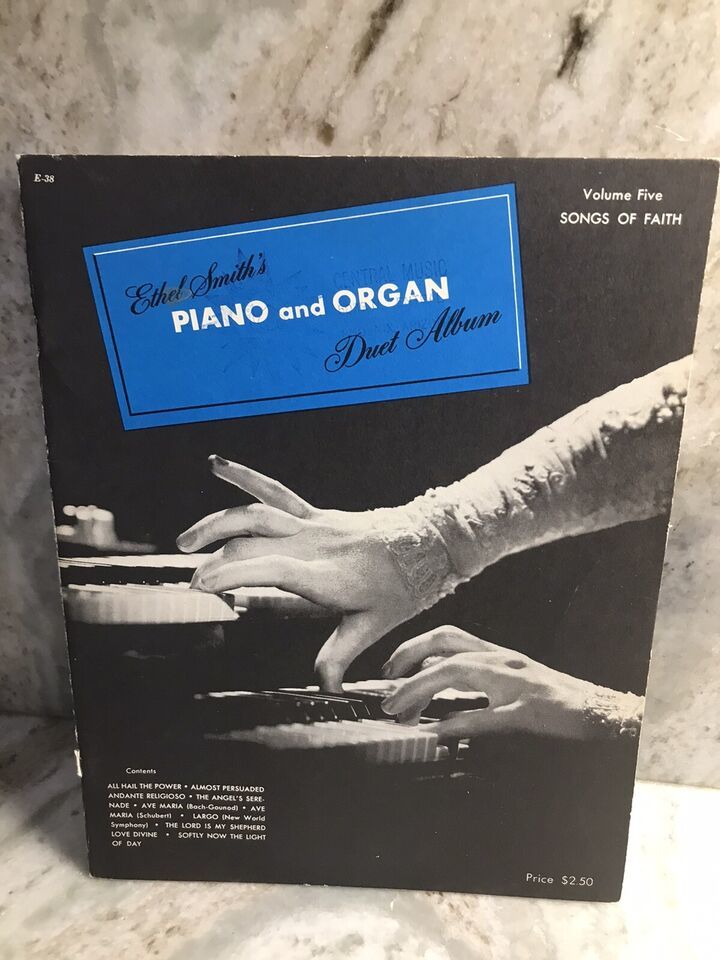 E-38
Volume Five
SONGS OF FAITH
Ethel Smith's
CENTRAL MUSIC
PIANO and ORGAN
Duet Album
Contents
ALL HAIL THE POWER • ALMOST PERSUADED
ANDANTE RELIGIOSO • THE ANGEL'S SERE-
NADE • AVE MARIA (Bach-Gounod) • AVE
MARIA (Schubert) • LARGO (New World
Symphony) • THE LORD IS MY SHEPHERD
LOVE DIVINE • SOFTLY NOW THE LIGHT
OF DAY
Price $2.50